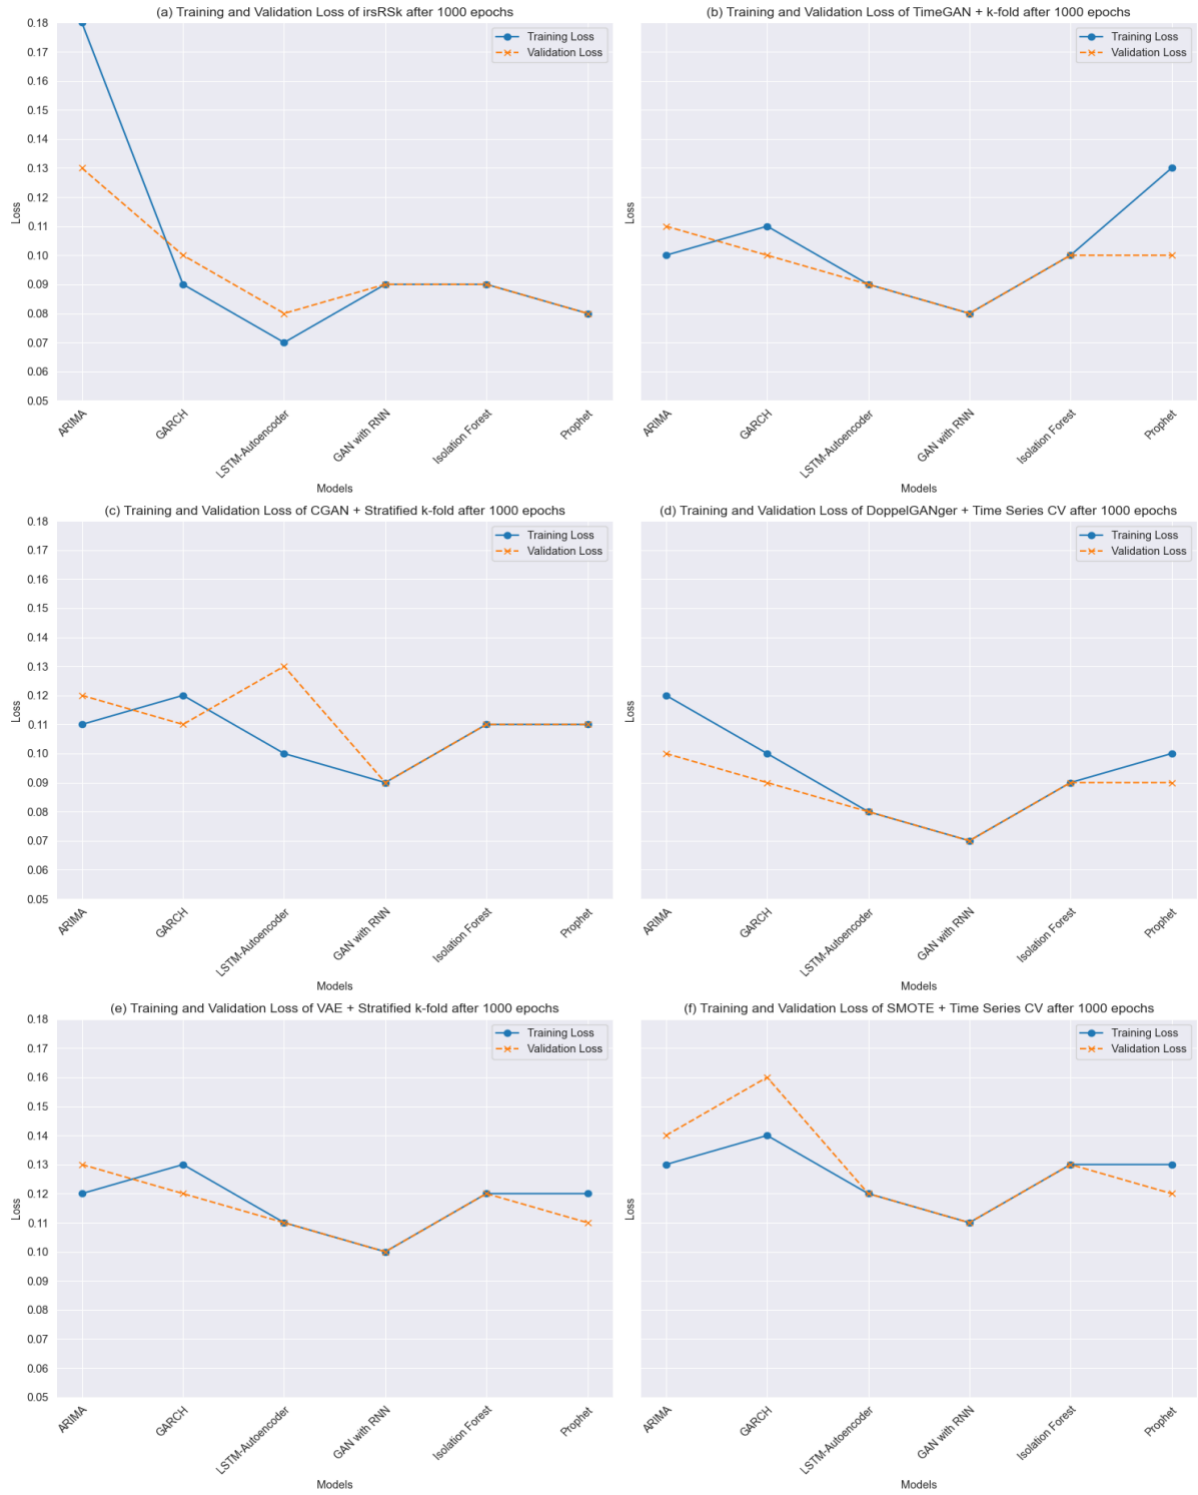 (a) Training and Validation Loss of irsRSk after 1000 epochs
Training Loss
Validation Loss
0.18
0.17
0.16
0.15
0.14
0.13
0.12
0.11
0.10
0.09
0.08
0.07
0.06
0.05
Loss
ARIMA
GARCH
LSTM-Autoencoder
GAN with RNN
Isolation Forest
Prophet
Models
(b) Training and Validation Loss of TimeGAN + k-fold after 1000 epochs
Training Loss
Validation Loss
Loss
ARIMA
GARCH
LSTM-Autoencoder
GAN with RNN
Isolation Forest
Prophet
Models
(c) Training and Validation Loss of CGAN + Stratified k-fold after 1000 epochs
Training Loss
Validation Loss
0.18
0.17
0.16
0.15
0.14
0.13
0.12
0.11
0.10
0.09
0.08
0.07
0.06
0.05
Loss
ARIMA
GARCH
LSTM-Autoencoder
GAN with RNN
Isolation Forest
Prophet
Models
(d) Training and Validation Loss of DoppelGANger + Time Series CV after 1000 epochs
Training Loss
Validation Loss
Loss
ARIMA
GARCH
LSTM-Autoencoder
GAN with RNN
Isolation Forest
Prophet
Models
(e) Training and Validation Loss of VAE + Stratified k-fold after 1000 epochs
Training Loss
Validation Loss
0.18
0.17
0.16
0.15
0.14
0.13
0.12
0.11
0.10
0.09
0.08
0.07
0.06
0.05
Loss
ARIMA
GARCH
LSTM-Autoencoder
GAN with RNN
Isolation Forest
Prophet
Models
(f) Training and Validation Loss of SMOTE + Time Series CV after 1000 epochs
Training Loss
Validation Loss
Loss
ARIMA
GARCH
LSTM-Autoencoder
GAN with RNN
Isolation Forest
Prophet
Models